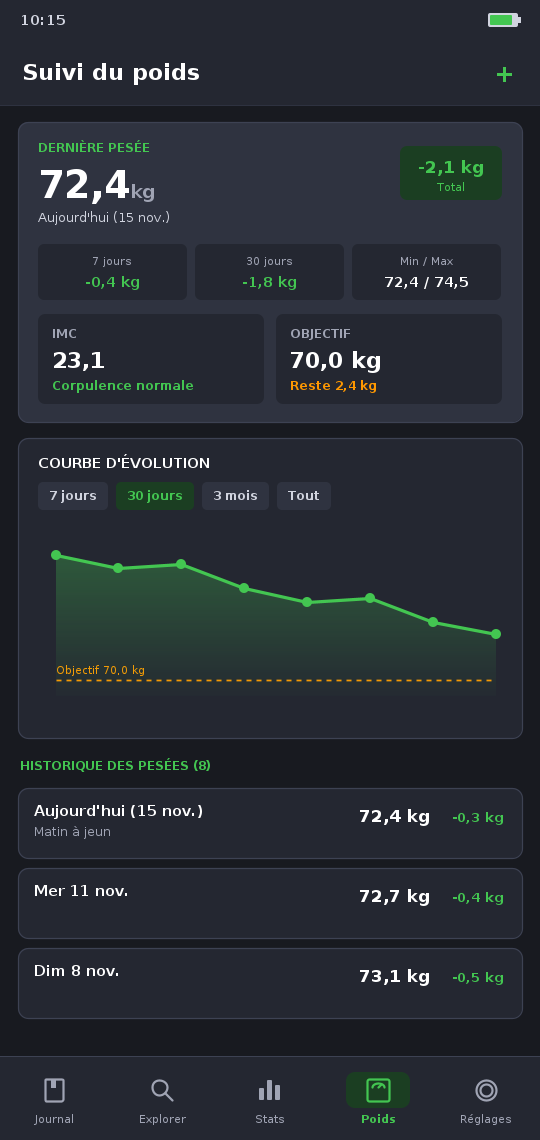 10:15
Suivi du poids
+
DERNIÈRE PESÉE
72,4kg
Aujourd'hui (15 nov.)
-2,1 kg
Total
7 jours
-0,4 kg
30 jours
-1,8 kg
Min / Max
72,4 / 74,5
IMC
23,1
Corpulence normale
OBJECTIF
70,0 kg
Reste 2,4 kg
COURBE D'ÉVOLUTION
7 jours
30 jours
3 mois
Tout
Objectif 70,0 kg
HISTORIQUE DES PESÉES (8)
Aujourd'hui (15 nov.)
Matin à jeun
72,4 kg
-0,3 kg
Mer 11 nov.
72,7 kg
-0,4 kg
Dim 8 nov.
73,1 kg
-0,5 kg
Journal
Explorer
Stats
Poids
Réglages